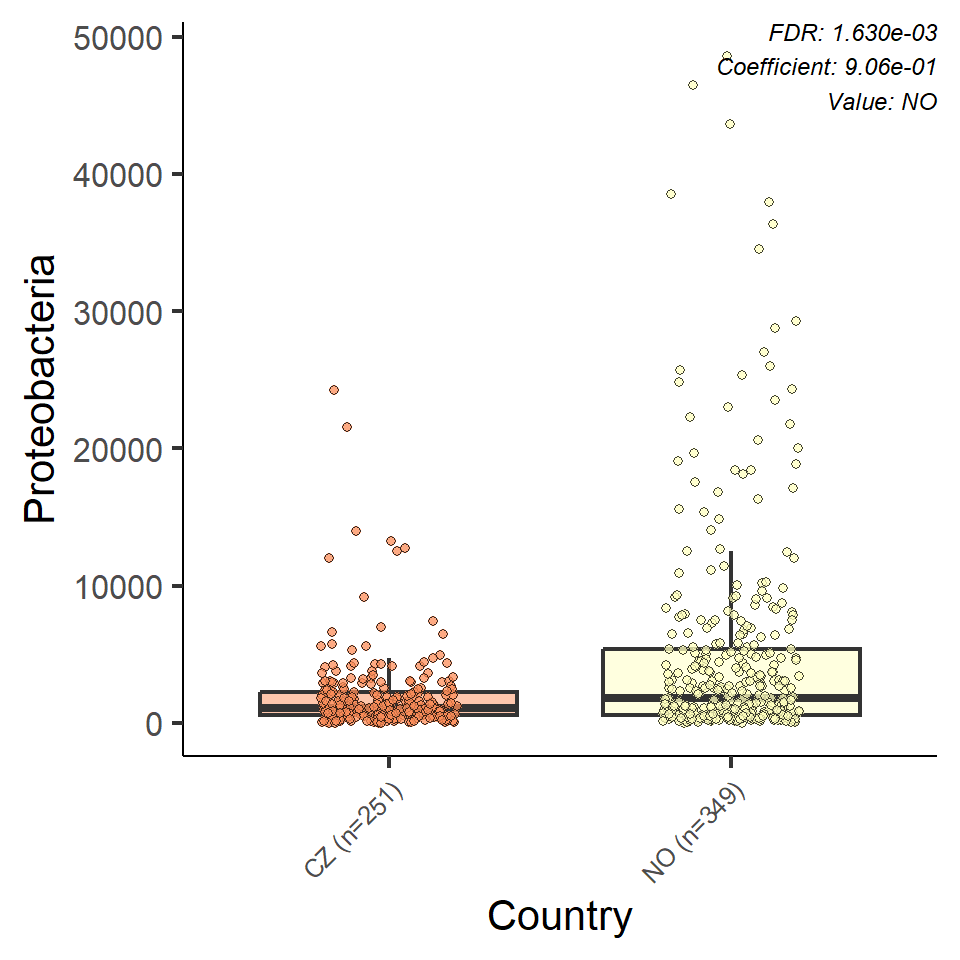 FDR: 1.630e-03
Coefficient: 9.06e-01
Value: NO
50000
40000
30000
20000
10000
0
Proteobacteria
CZ (n=251)
NO (n=349)
Country